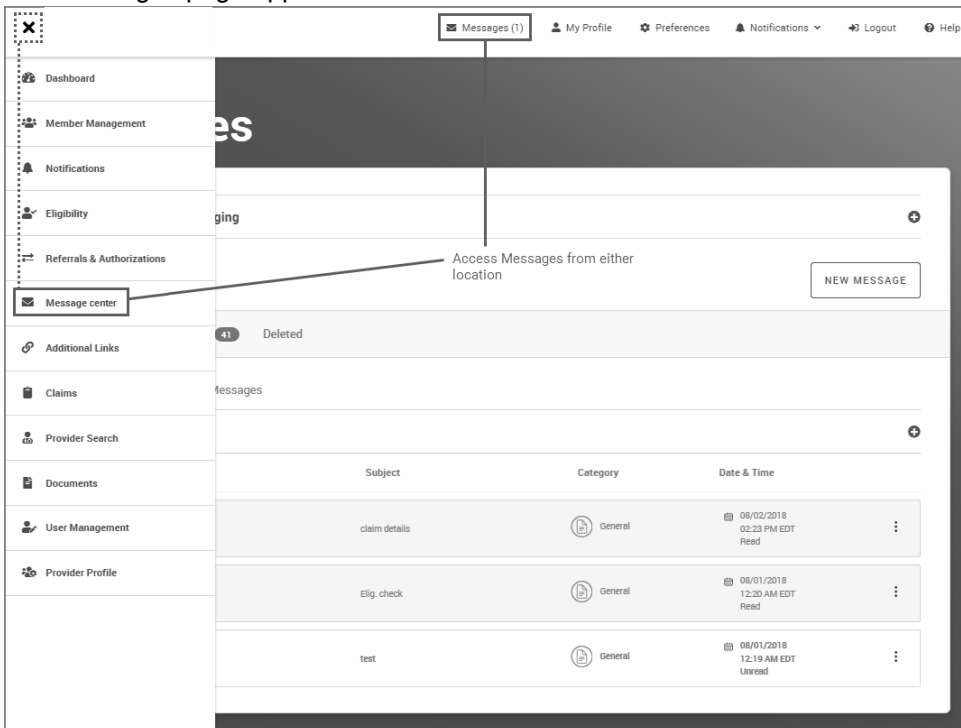 Messages (1) My Profile Preferences Notifications Logout Help
Dashboard
Member Management
Notifications
Eligibility
Referrals & Authorizations
Message center
Additional Links
Claims
Provider Search
Documents
User Management
Provider Profile
es
ging
Access Messages from either
location
NEW MESSAGE
41 Deleted
Messages
Subject Category Date & Time
claim details General 08/02/2018
02:23 PM EDT
Read
Elig. check General 08/01/2018
12:20 AM EDT
Read
test General 08/01/2018
12:19 AM EDT
Unread